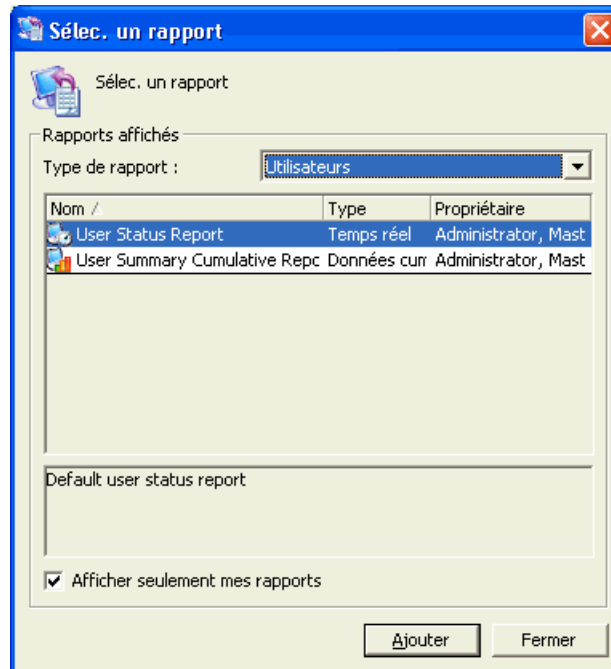 Sélec. un rapport
Sélec. un rapport
Rapports affichés
Type de rapport : Utilisateurs
Nom Type Propriétaire
User Status Report Temps réel Administrator, Mast
User Summary Cumulative Repo Données cum Administrator, Mast
Default user status report
Afficher seulement mes rapports
Ajouter Fermer